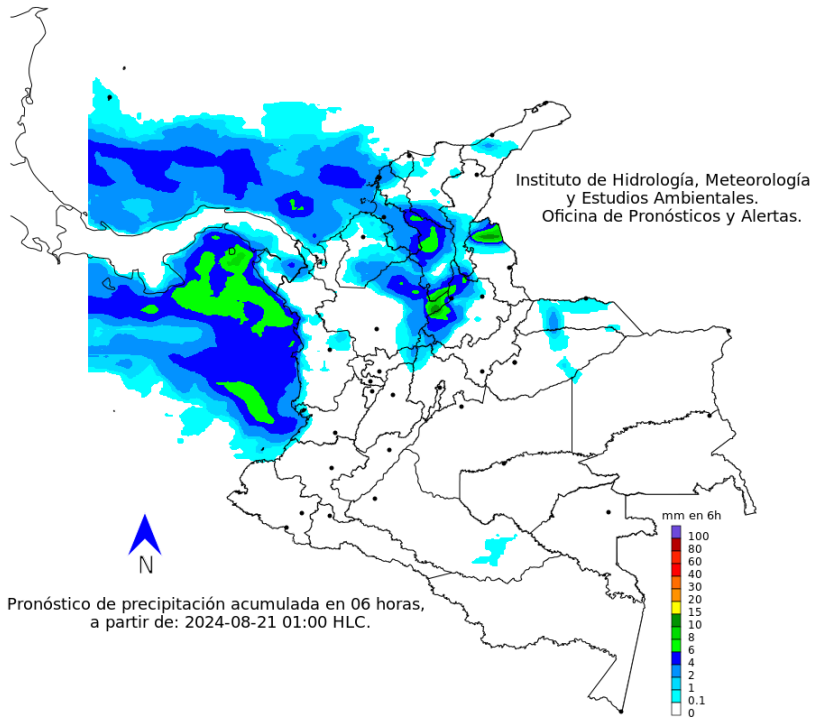 Instituto de Hidrología, Meteorología
y Estudios Ambientales.
Oficina de Pronósticos y Alertas.
mm en 6h
100
80
60
40
30
20
15
10
8
6
4
2
1
0.1
0
N
Pronóstico de precipitación acumulada en 06 horas,
a partir de: 2024-08-21 01:00 HLC.